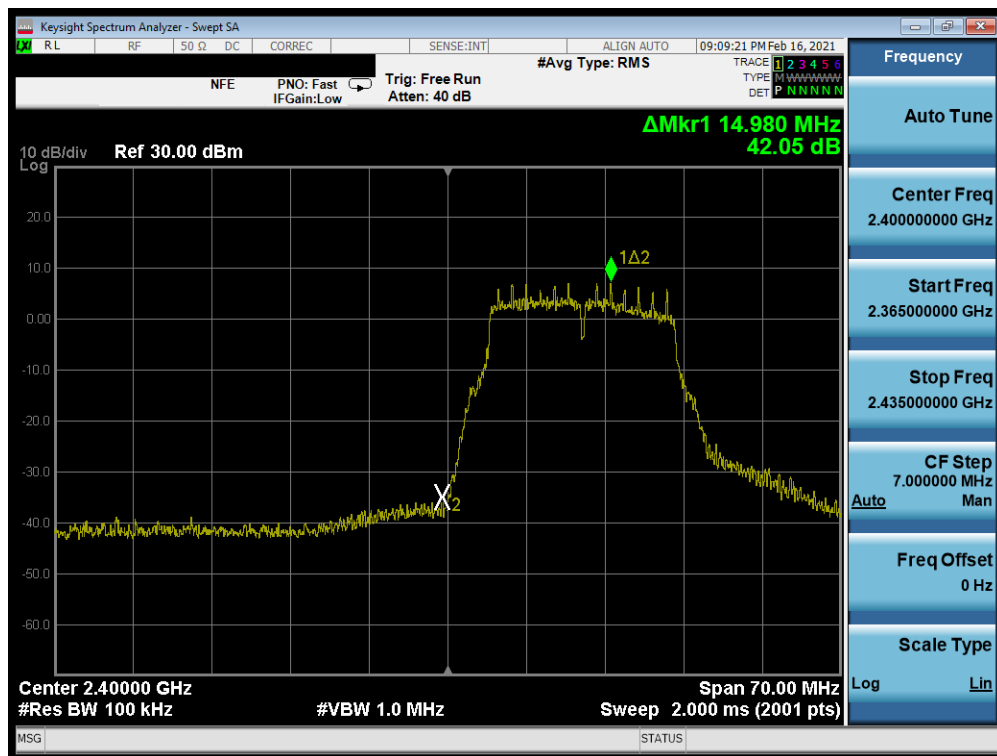 Keysight Spectrum Analyzer - Swept SA
LXI RL RF 50 Ω DC CORREC SENSE:INT ALIGN AUTO 09:09:21 PM Feb 16, 2021
#Avg Type: RMS TRACE 1 2 3 4 5 6
NFE PNO: Fast Trig: Free Run TYPE M WWWWW
IFGain:Low Atten: 40 dB DET P N N N N N
ΔMkr1 14.980 MHz
42.05 dB
10 dB/div Ref 30.00 dBm
Log
20.0
10.0
0.00
-10.0
-20.0
-30.0
-40.0
-50.0
-60.0
1Δ2
X2
Center 2.40000 GHz Span 70.00 MHz
#Res BW 100 kHz #VBW 1.0 MHz Sweep 2.000 ms (2001 pts)
MSG STATUS
Frequency
Auto Tune
Center Freq
2.400000000 GHz
Start Freq
2.365000000 GHz
Stop Freq
2.435000000 GHz
CF Step
7.000000 MHz
Auto Man
Freq Offset
0 Hz
Scale Type
Log Lin